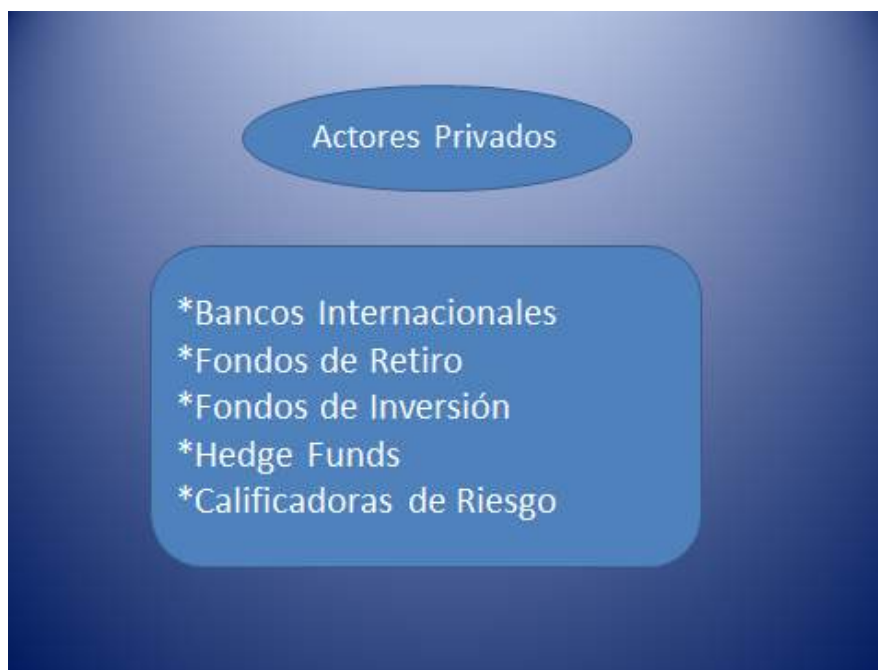 Actores Privados
*Bancos Internacionales
*Fondos de Retiro
*Fondos de Inversión
*Hedge Funds
*Calificadoras de Riesgo